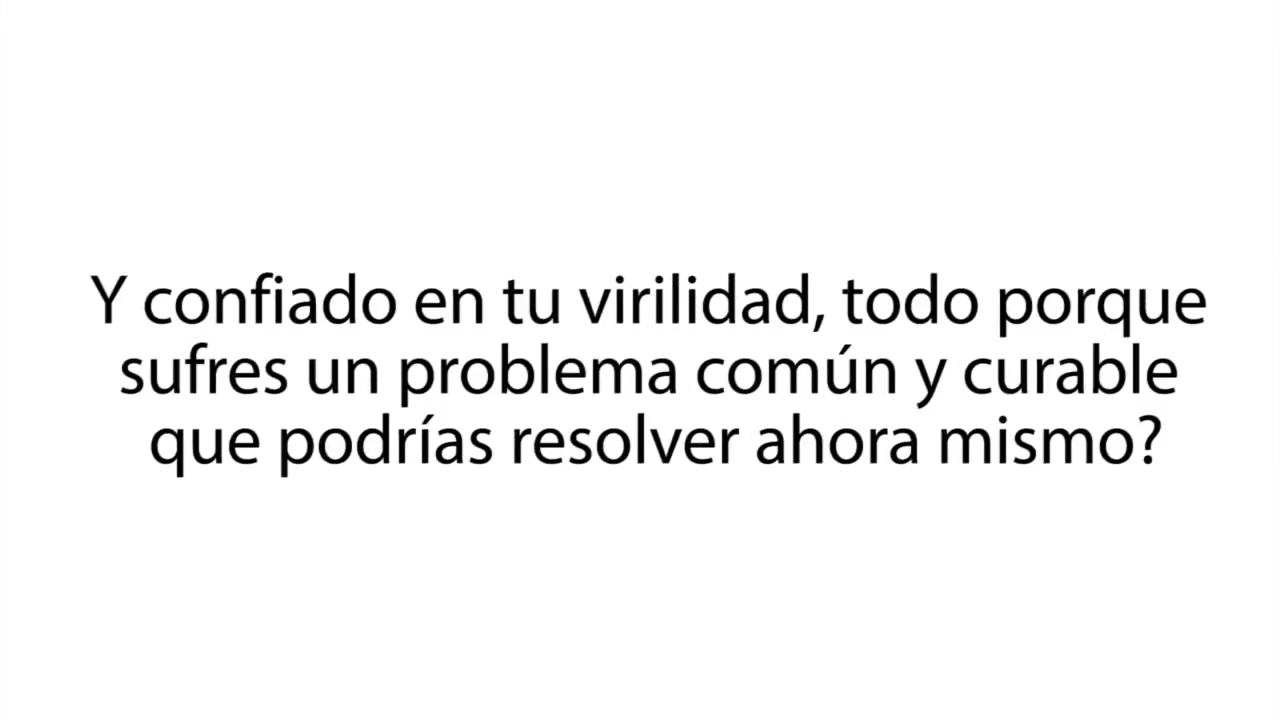 Y confiado en tu virilidad, todo porque
sufres un problema común y curable
que podrías resolver ahora mismo?